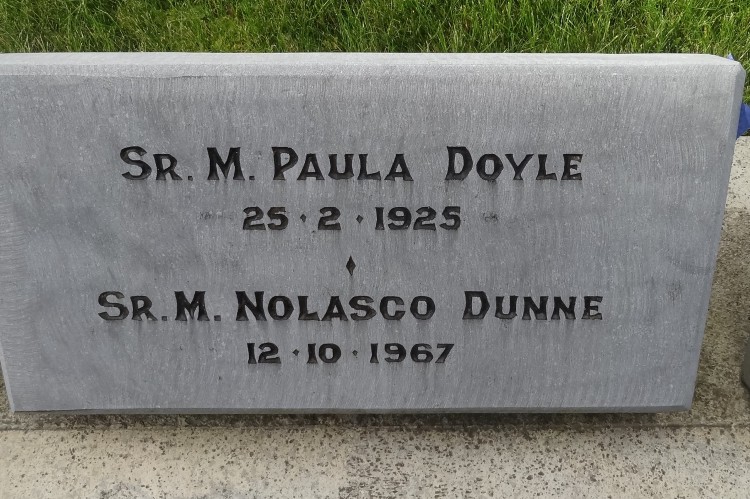 Sr. M. Paula Doyle
25 · 2 · 1925
Sr. M. Nolasco Dunne
12 · 10 · 1967